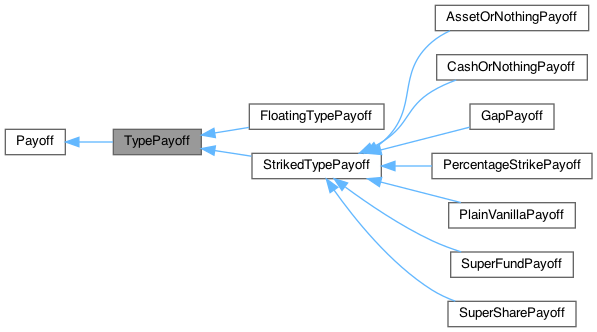 AssetOrNothingPayoff
CashOrNothingPayoff
FloatingTypePayoff
GapPayoff
Payoff
TypePayoff
StrikedTypePayoff
PercentageStrikePayoff
PlainVanillaPayoff
SuperFundPayoff
SuperSharePayoff